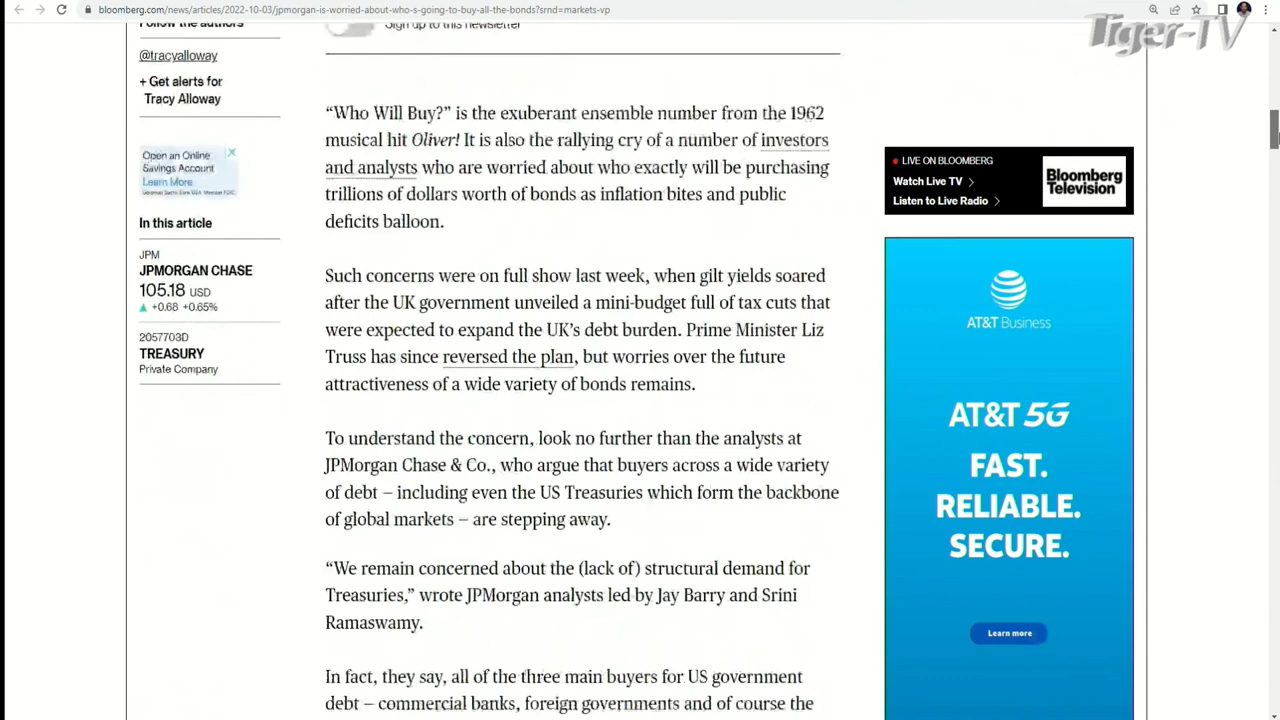 bloomberg.com/news/articles/2022-10-03/jpmorgan-is-worried-about-who-s-going-to-buy-all-the-bonds?srnd=markets-vp
Tiger-TV
Follow the authors
@tracyalloway
+ Get alerts for
Tracy Alloway
Open an Online
Savings Account
Learn More
In this article
JPM
JPMORGAN CHASE
105.18 USD
+0.68 +0.65%
2057703D
TREASURY
Private Company
Sign up to this newsletter
“Who Will Buy?” is the exuberant ensemble number from the 1962
musical hit Oliver! It is also the rallying cry of a number of investors
and analysts who are worried about who exactly will be purchasing
trillions of dollars worth of bonds as inflation bites and public
deficits balloon.
Such concerns were on full show last week, when gilt yields soared
after the UK government unveiled a mini-budget full of tax cuts that
were expected to expand the UK’s debt burden. Prime Minister Liz
Truss has since reversed the plan, but worries over the future
attractiveness of a wide variety of bonds remains.
To understand the concern, look no further than the analysts at
JPMorgan Chase & Co., who argue that buyers across a wide variety
of debt – including even the US Treasuries which form the backbone
of global markets – are stepping away.
“We remain concerned about the (lack of) structural demand for
Treasuries,” wrote JPMorgan analysts led by Jay Barry and Srini
Ramaswamy.
In fact, they say, all of the three main buyers for US government
debt – commercial banks, foreign governments and of course the
LIVE ON BLOOMBERG
Watch Live TV
Listen to Live Radio
Bloomberg
Television
AT&T Business
AT&T 5G
FAST.
RELIABLE.
SECURE.
Learn more